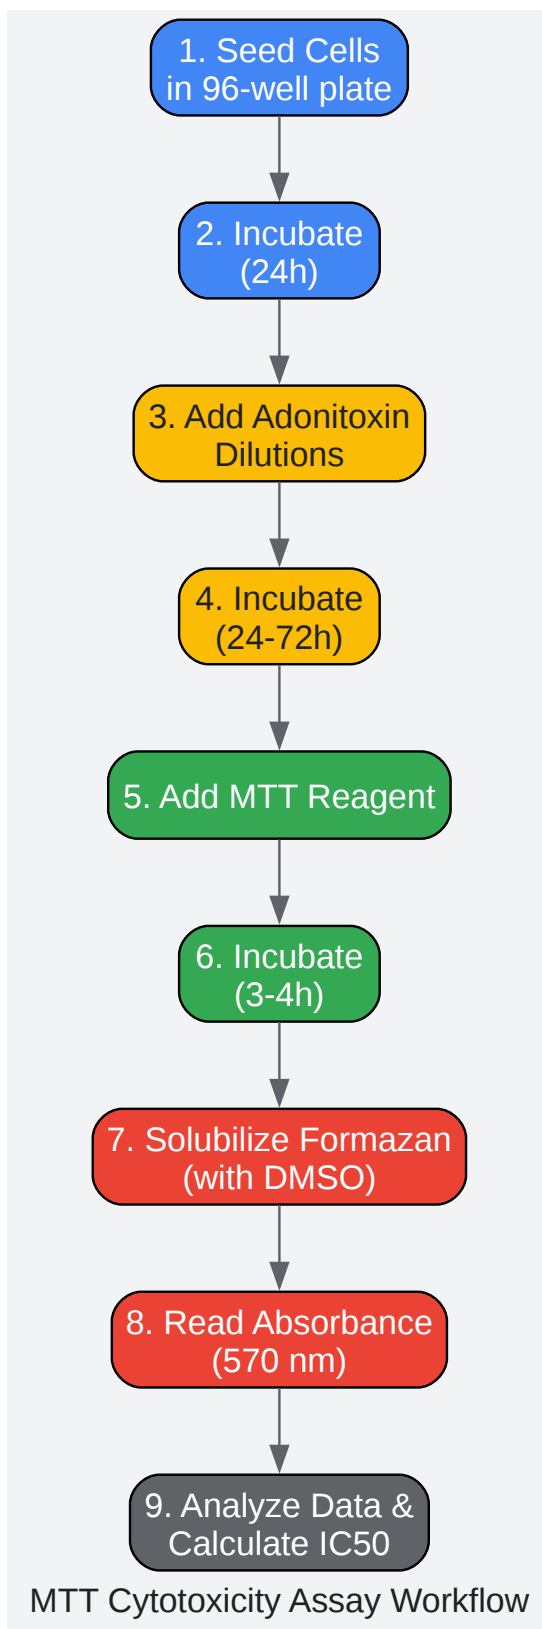 1. Seed Cells
in 96-well plate
2. Incubate
(24h)
3. Add Adonitoxin
Dilutions
4. Incubate
(24-72h)
5. Add MTT Reagent
6. Incubate
(3-4h)
7. Solubilize Formazan
(with DMSO)
8. Read Absorbance
(570 nm)
9. Analyze Data &
Calculate IC50
MTT Cytotoxicity Assay Workflow